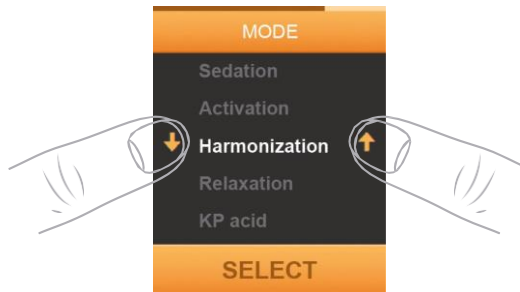 MODE
Sedation
Activation
Harmonization
Relaxation
KP acid
SELECT